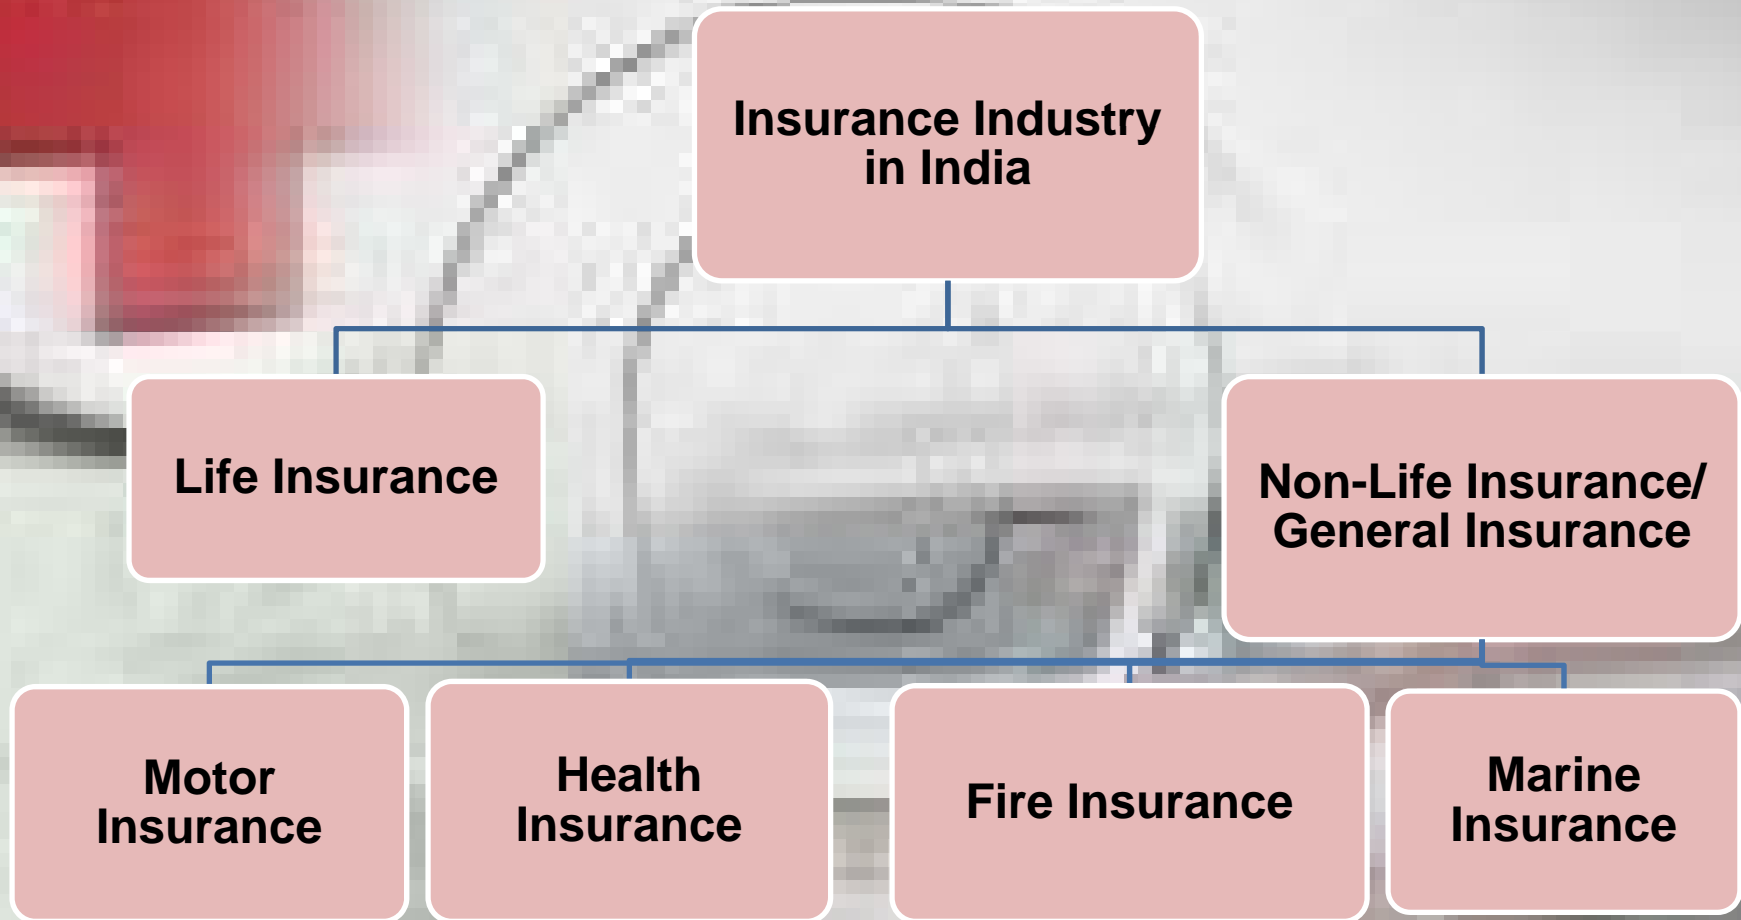 Insurance Industry
in India
Life Insurance
Non-Life Insurance/
General Insurance
Motor
Insurance
Health
Insurance
Fire Insurance
Marine
Insurance